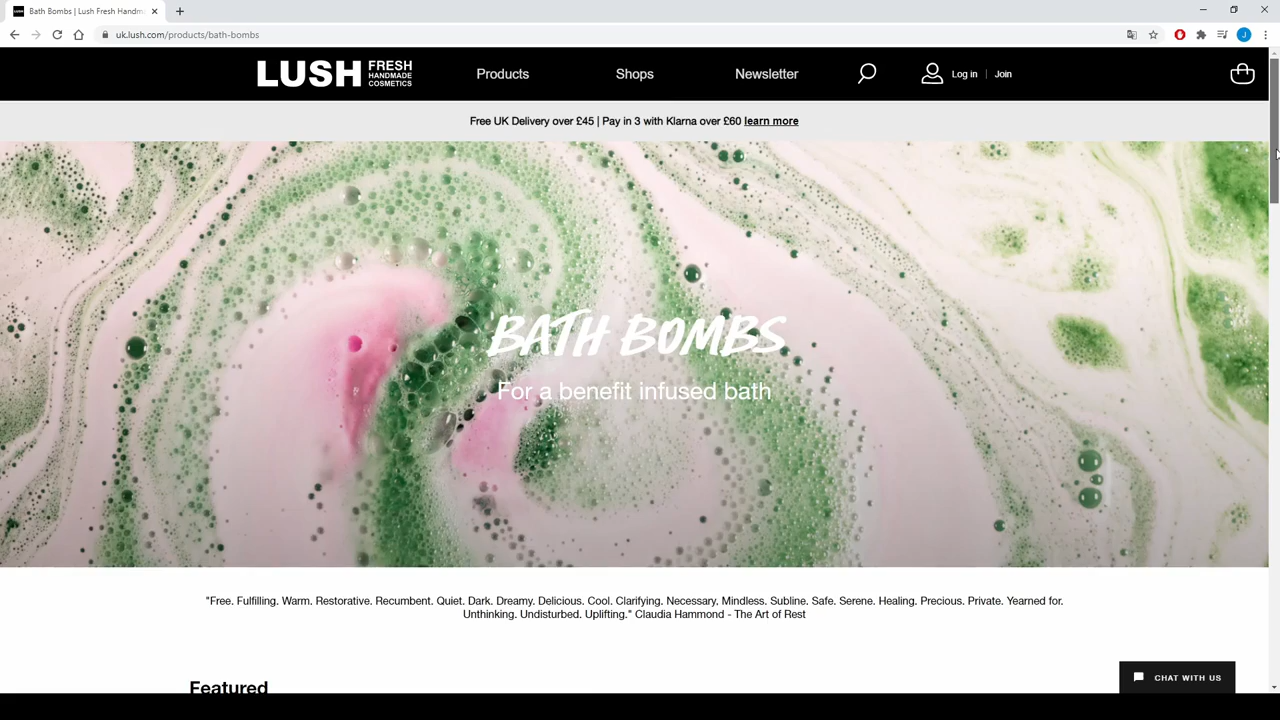 Bath Bombs | Lush Fresh Handm
uk.lush.com/products/bath-bombs
LUSH FRESH HANDMADE COSMETICS
Products
Shops
Newsletter
Log in | Join
Free UK Delivery over £45 | Pay in 3 with Klarna over £60 learn more
BATH BOMBS
For a benefit infused bath
"Free. Fulfilling. Warm. Restorative. Recumbent. Quiet. Dark. Dreamy. Delicious. Cool. Clarifying. Necessary. Mindless. Subline. Safe. Serene. Healing. Precious. Private. Yearned for.
Unthinking. Undisturbed. Uplifting." Claudia Hammond - The Art of Rest
Featured
CHAT WITH US